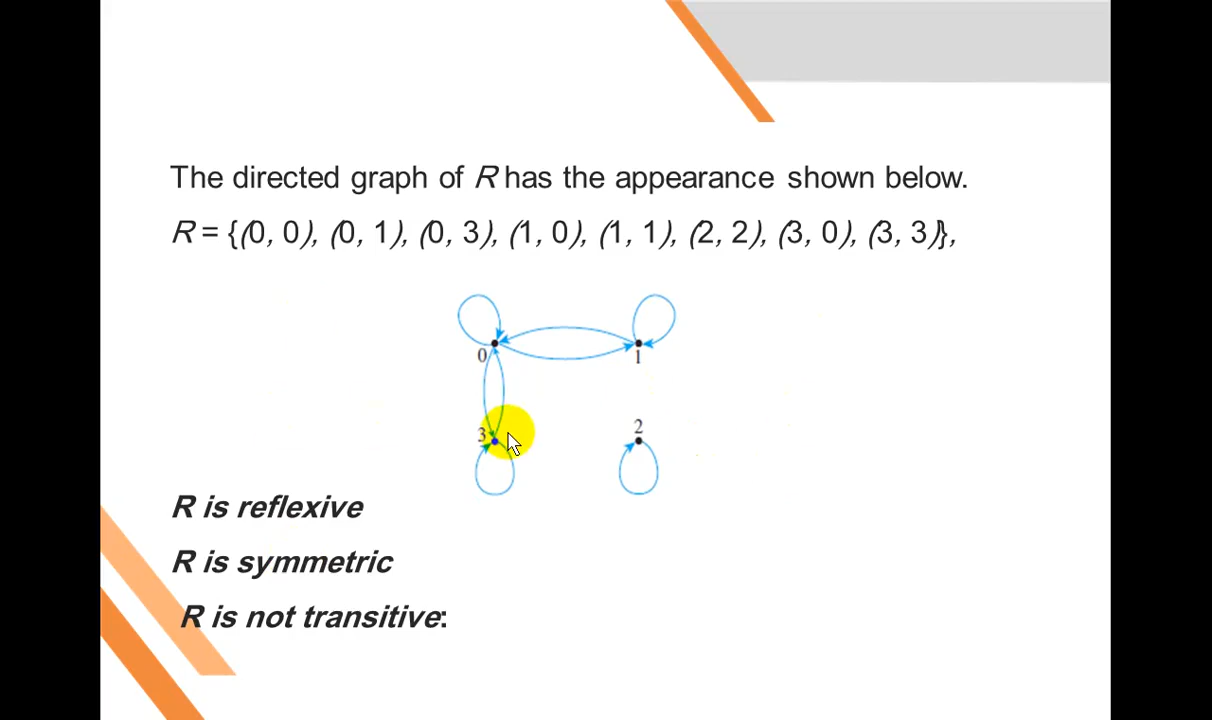 The directed graph of R has the appearance shown below.
R = {(0, 0), (0, 1), (0, 3), (1, 0), (1, 1), (2, 2), (3, 0), (3, 3)},
0
1
3
2
R is reflexive
R is symmetric
R is not transitive: